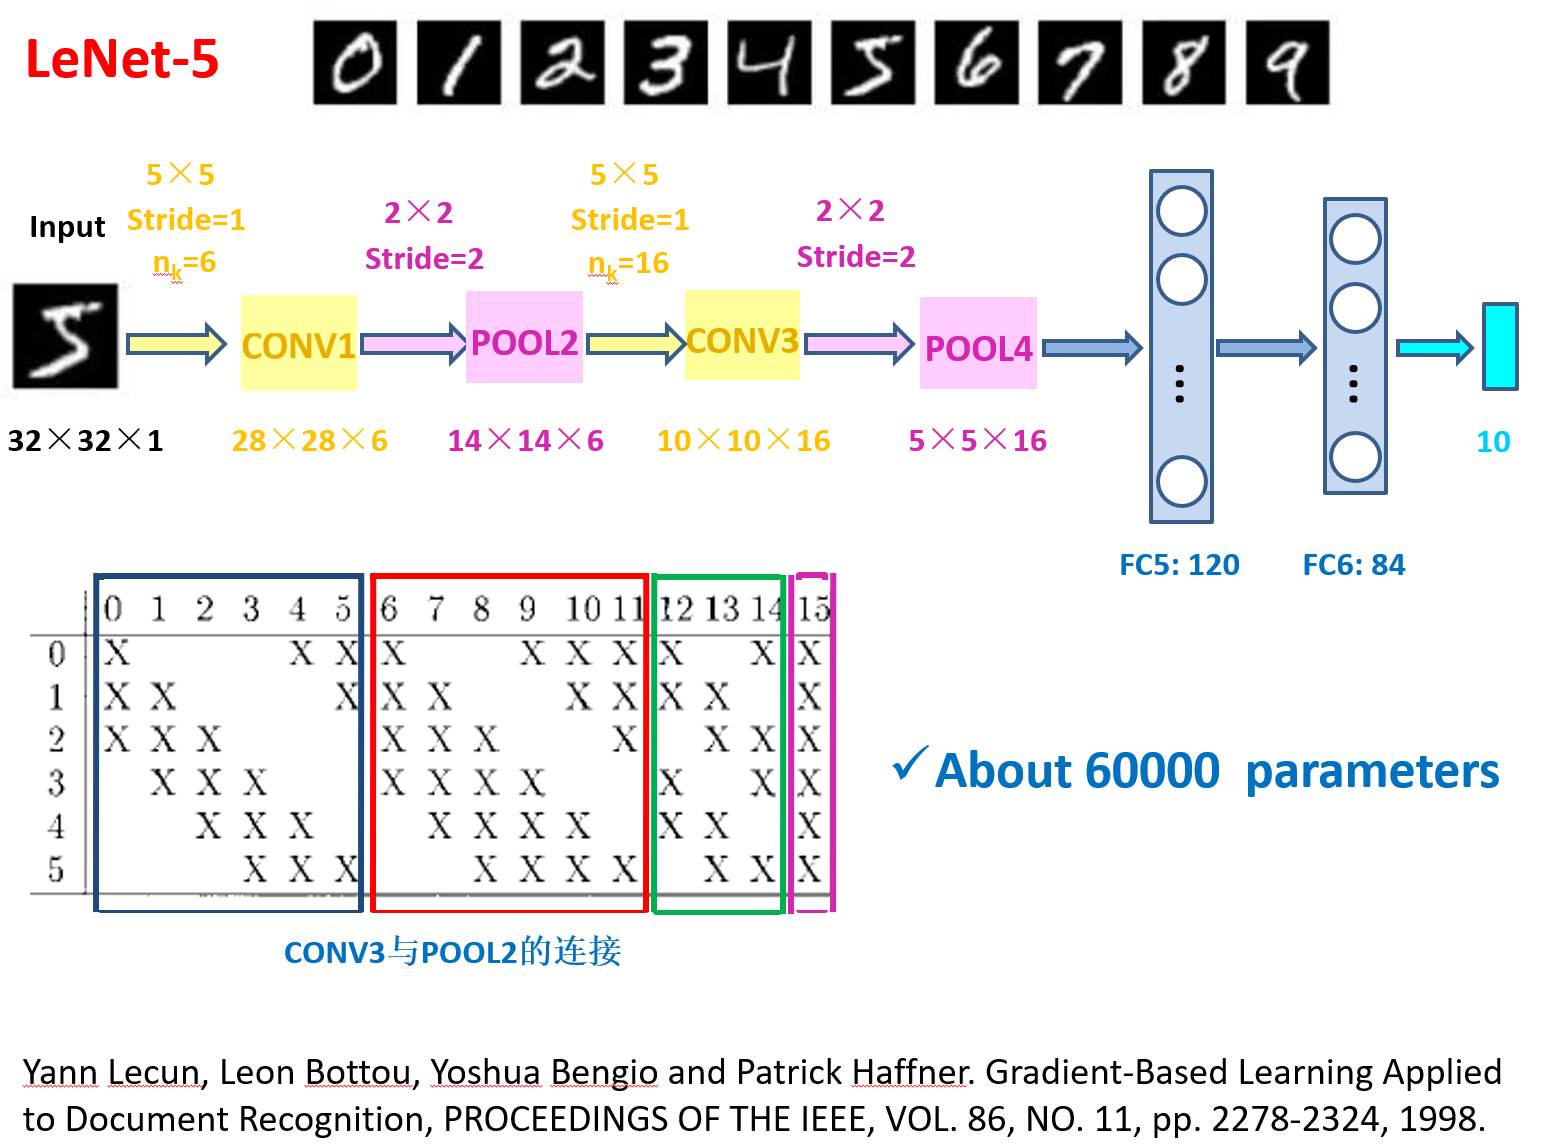 LeNet-5
0 1 2 3 4 5 6 7 8 9
Input
5×5
Stride=1
nk=6
2×2
Stride=2
5×5
Stride=1
nk=16
2×2
Stride=2
CONV1
POOL2
CONV3
POOL4
32×32×1
28×28×6
14×14×6
10×10×16
5×5×16
10
FC5: 120
FC6: 84
0 1 2 3 4 5 6 7 8 9 10 11 12 13 14 15
0 X X X X X X X X X X
1 X X X X X X X X X X
2 X X X X X X X X X X
3 X X X X X X X X X X
4 X X X X X X X X X X
5 X X X X X X X X X X
CONV3与POOL2的连接
✓About 60000 parameters
Yann Lecun, Leon Bottou, Yoshua Bengio and Patrick Haffner. Gradient-Based Learning Applied
to Document Recognition, PROCEEDINGS OF THE IEEE, VOL. 86, NO. 11, pp. 2278-2324, 1998.